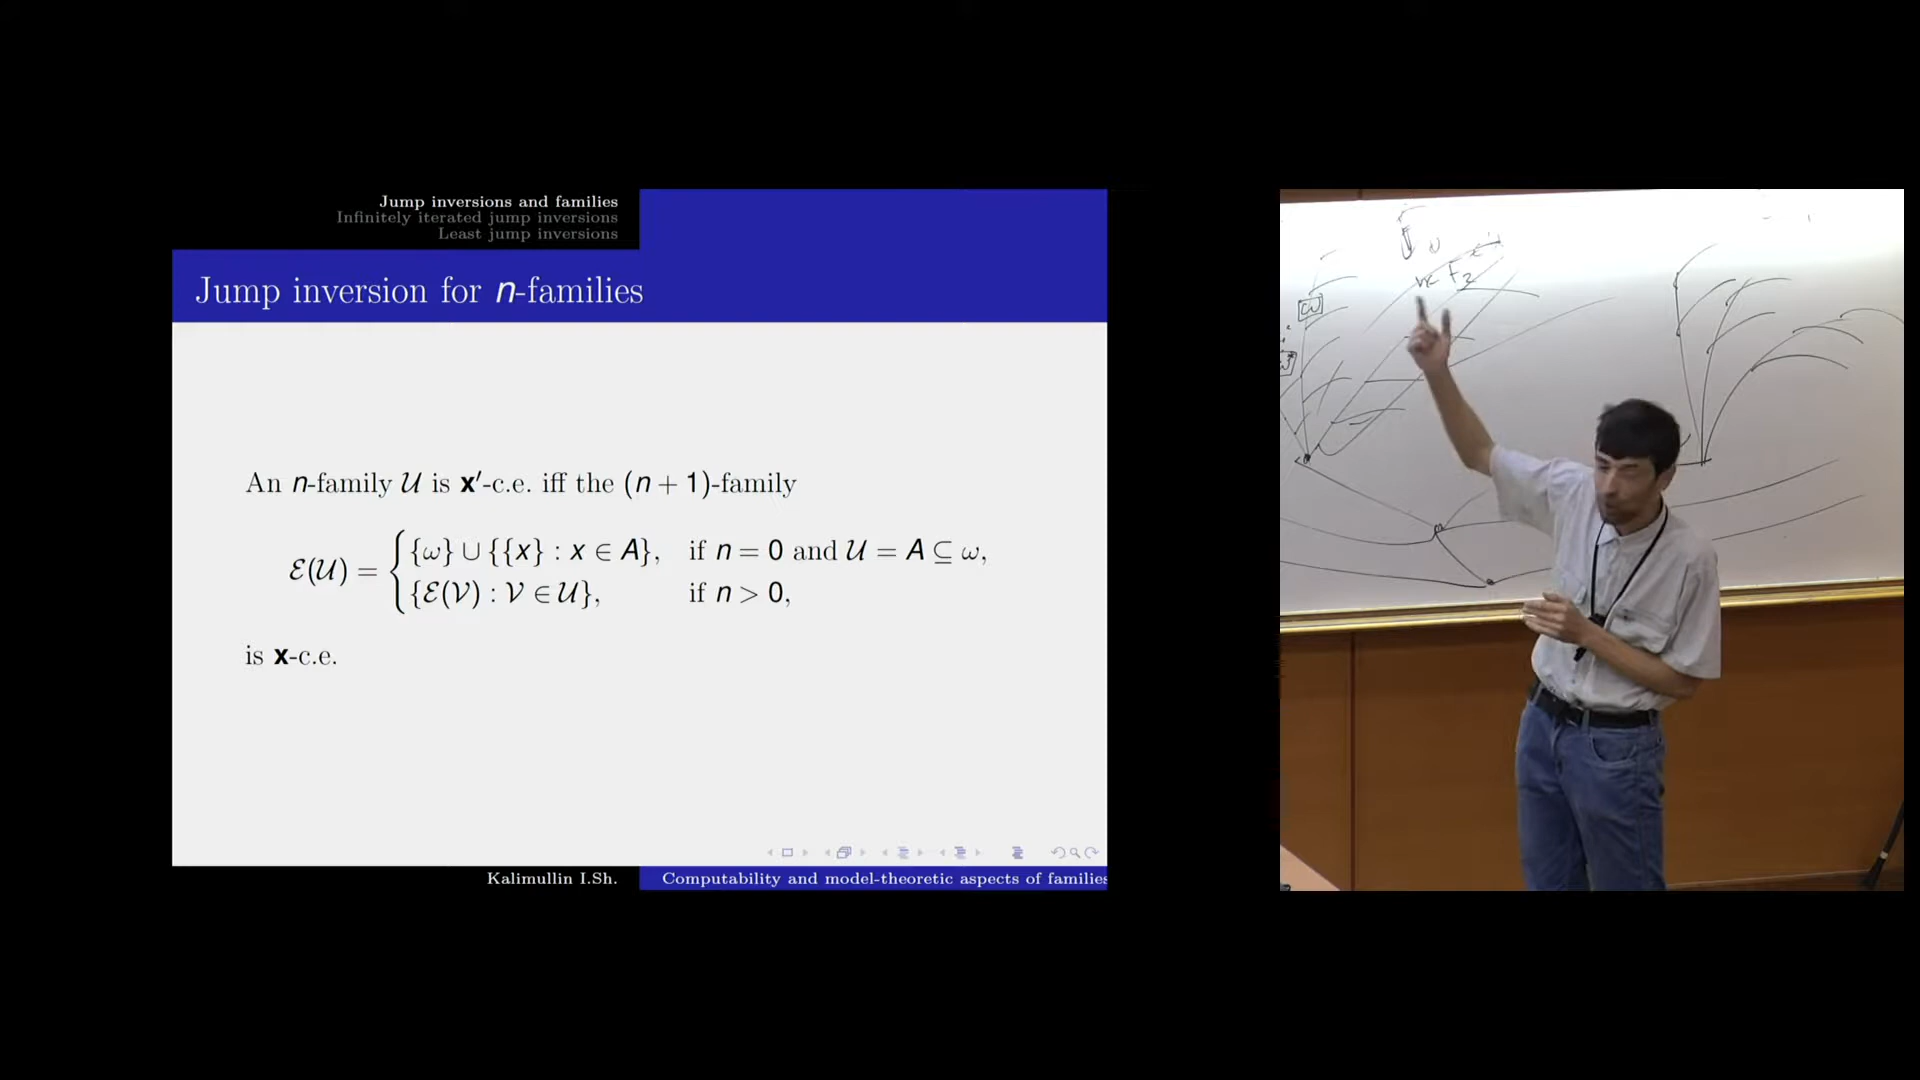 Jump inversions and families
Infinitely iterated jump inversions
Least jump inversions
Jump inversion for n-families
An n-family 𝒰 is x′-c.e. iff the (n + 1)-family
ℰ(𝒰) = { {ω} ∪ {{x} : x ∈ A}, if n = 0 and 𝒰 = A ⊆ ω,
{ℰ(𝒱) : 𝒱 ∈ 𝒰}, if n > 0,
is x-c.e.
Kalimullin I.Sh. Computability and model-theoretic aspects of families
ω